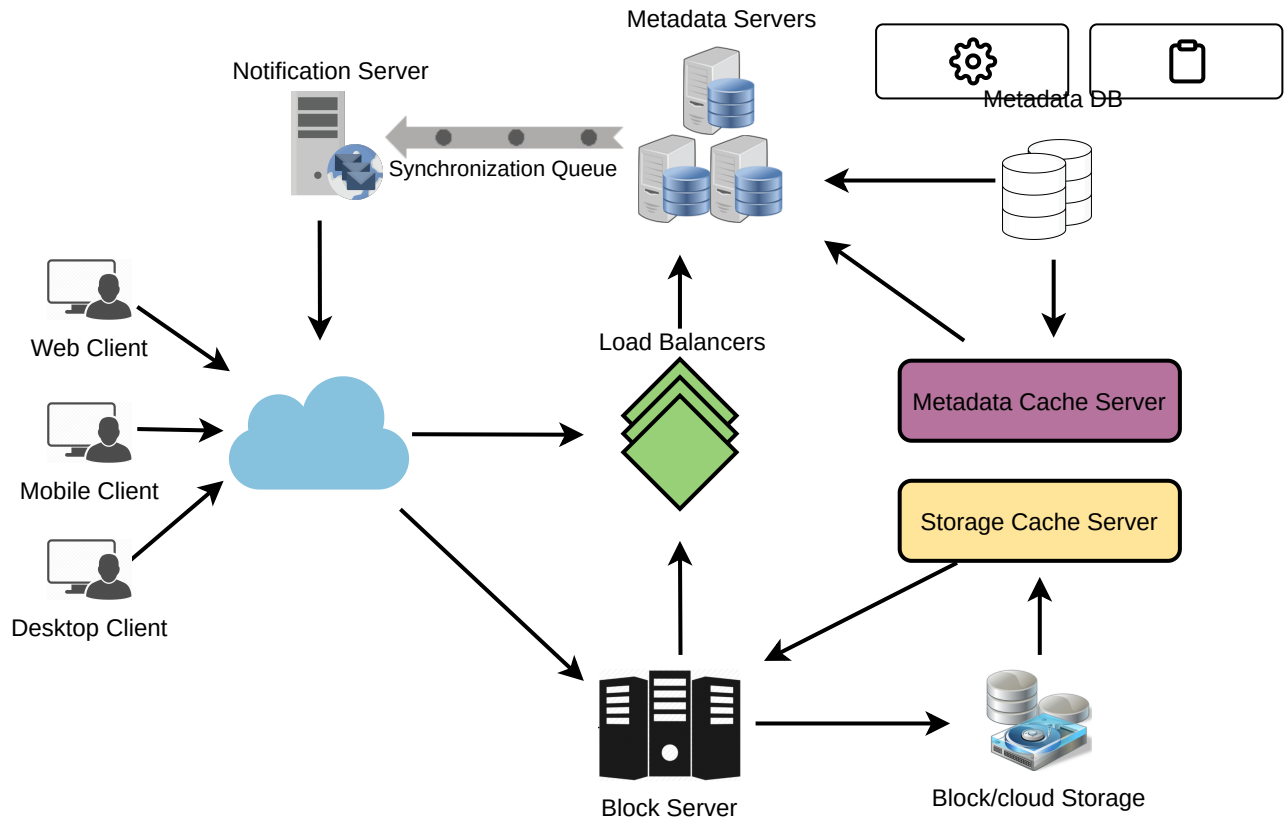 Metadata Servers
Notification Server
Metadata DB
Synchronization Queue
Web Client
Load Balancers
Metadata Cache Server
Mobile Client
Storage Cache Server
Desktop Client
Block Server
Block/cloud Storage